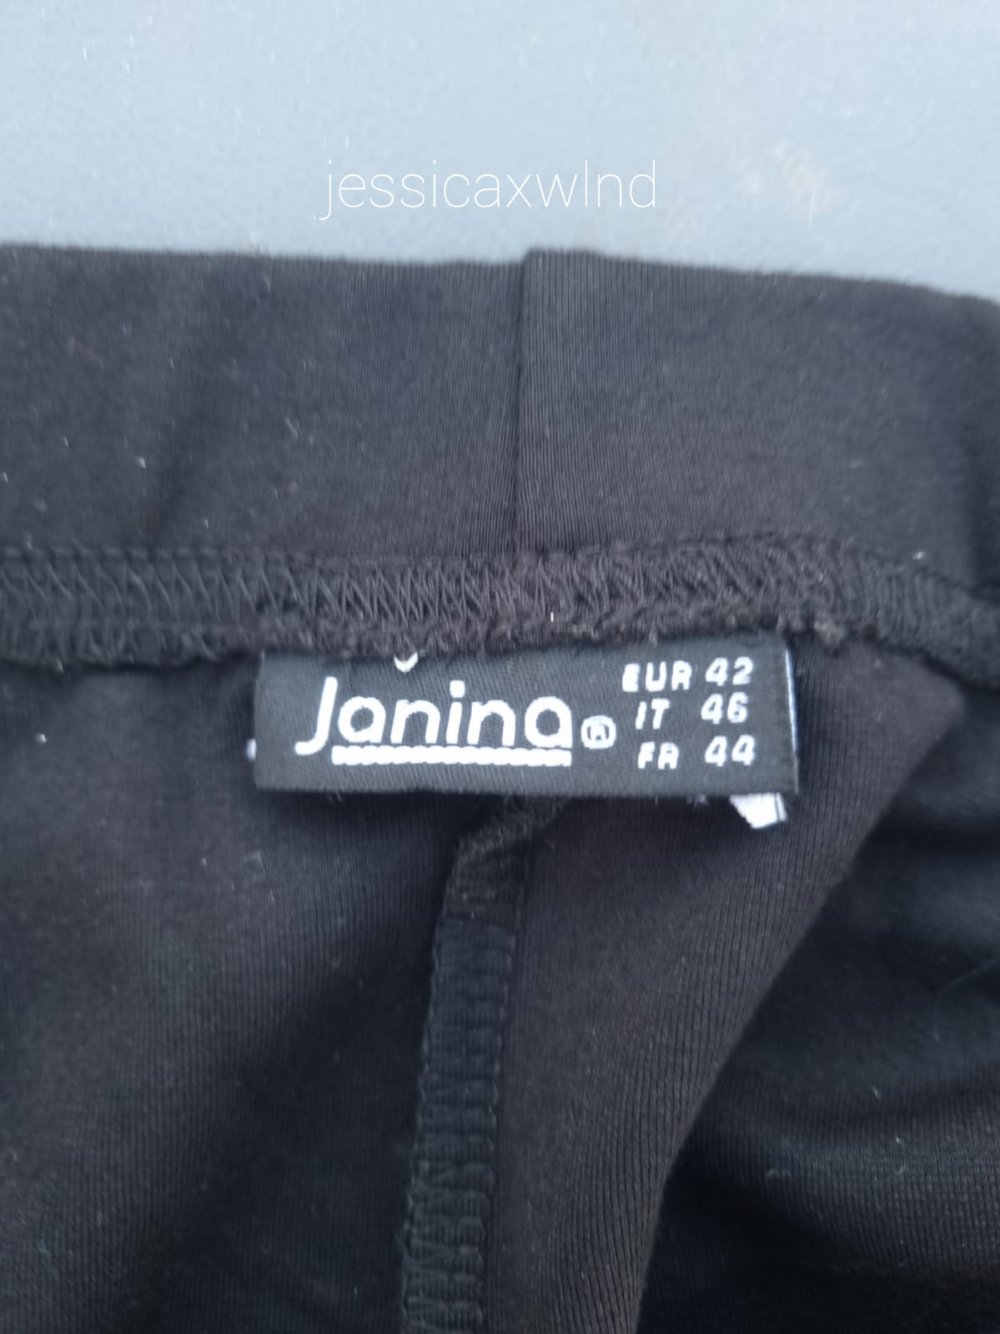 jessicaxwlnd
Janina®
EUR 42
IT 46
FR 44